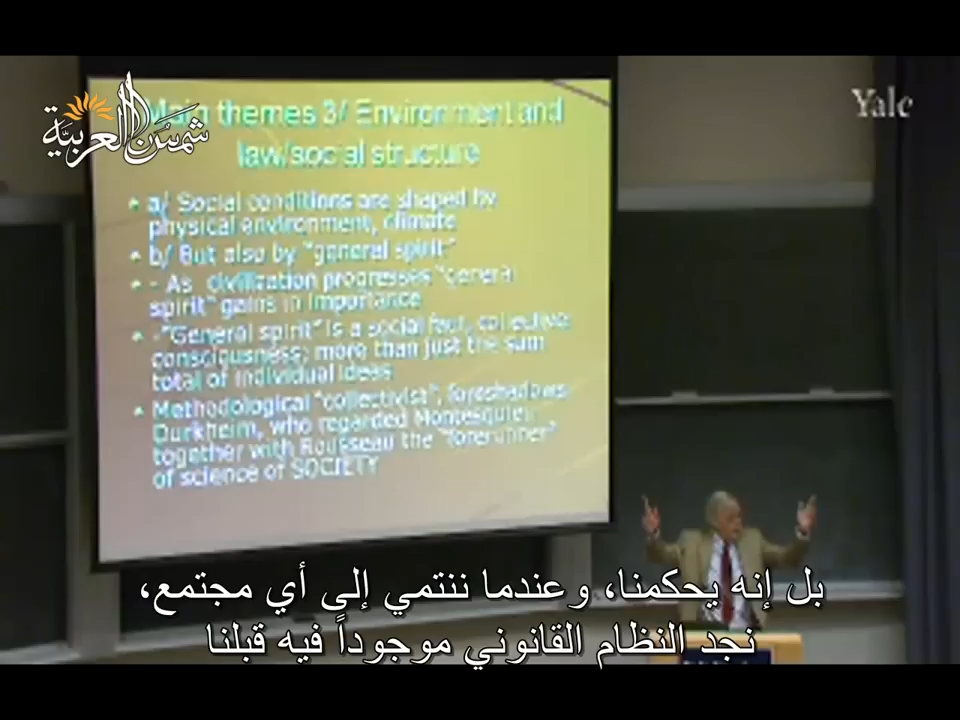 شمس العربية
Yale
Main themes 3/ Environment and
law/social structure
a/ Social conditions are shaped by
physical environment, climate
b/ But also by "general spirit"
- As civilization progresses "general
spirit" gains in importance
-"General spirit" is a social fact, collective
consciousness; more than just the sum
total of individual ideas
Methodological "collectivist", foreshadows
Durkheim, who regarded Montesquieu
together with Rousseau the "forerunner"
of science of SOCIETY
بل إنه يحكمنا، وعندما ننتمي إلى أي مجتمع،
نجد النظام القانوني موجوداً فيه قبلنا